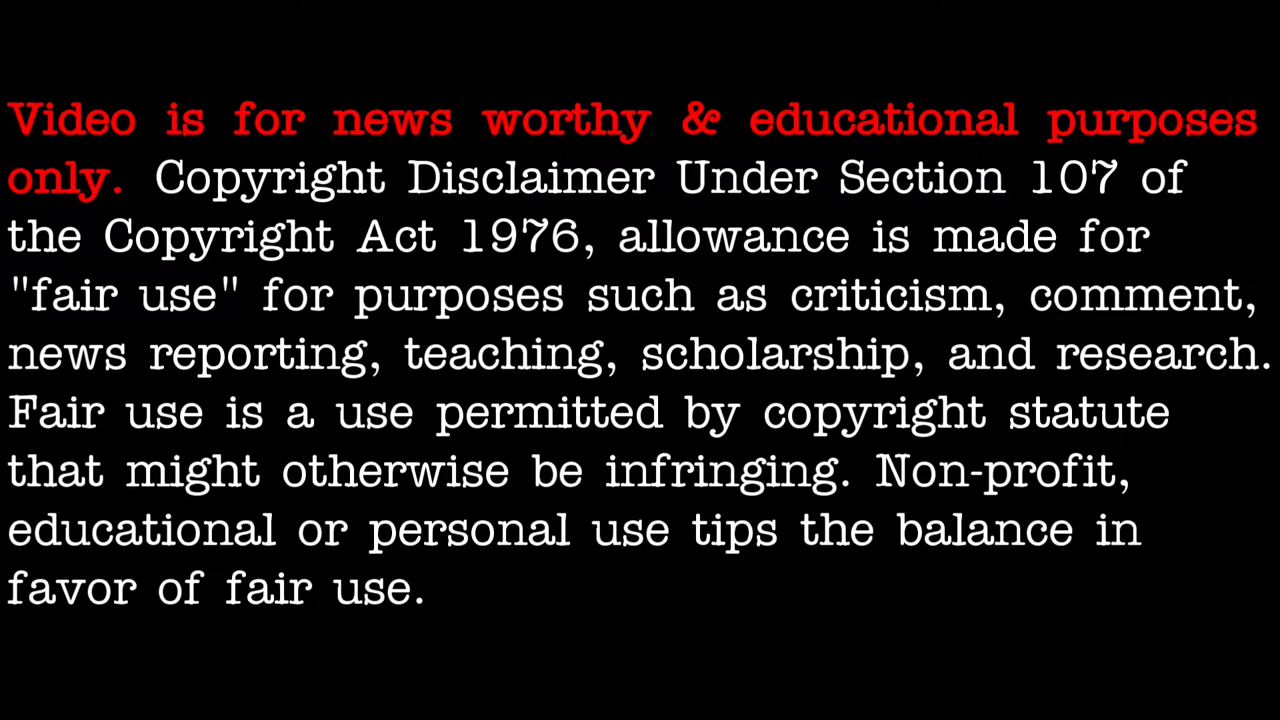 Video is for news worthy & educational purposes
only. Copyright Disclaimer Under Section 107 of
the Copyright Act 1976, allowance is made for
"fair use" for purposes such as criticism, comment,
news reporting, teaching, scholarship, and research.
Fair use is a use permitted by copyright statute
that might otherwise be infringing. Non-profit,
educational or personal use tips the balance in
favor of fair use.